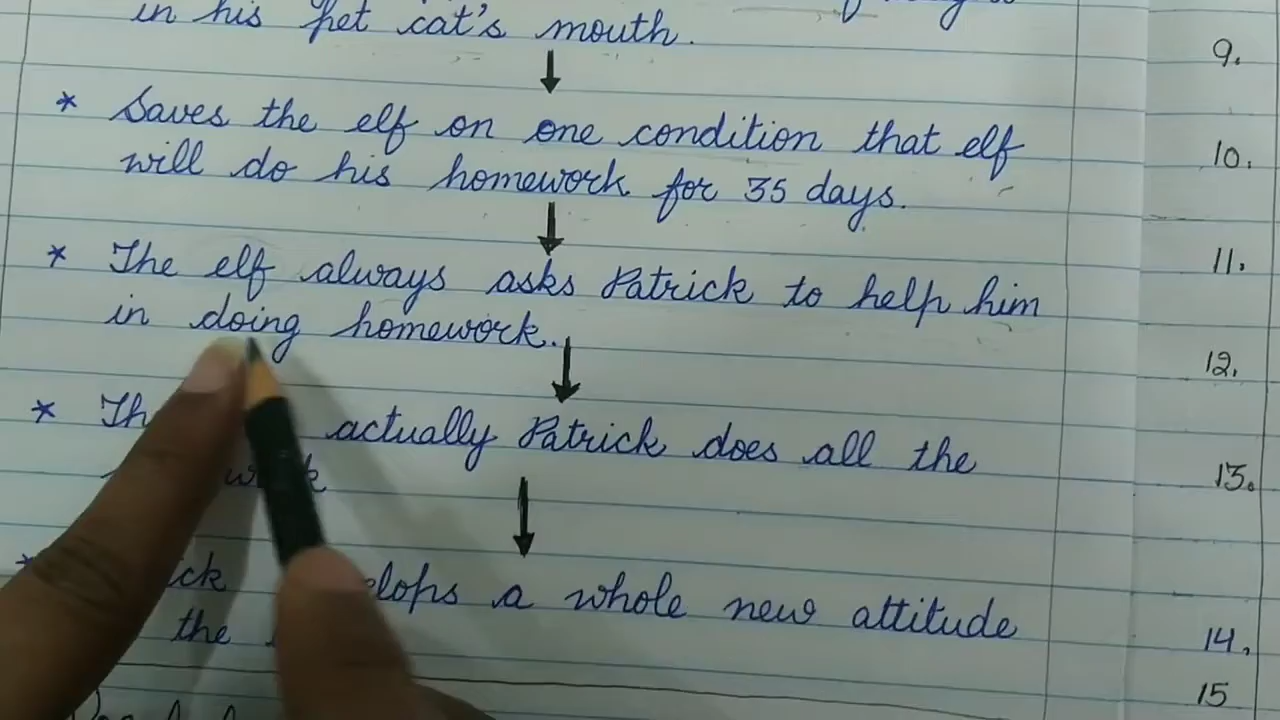 in his pet cat's mouth.
9.
* Saves the elf on one condition that elf
10.
will do his homework for 35 days.
* The elf always asks Patrick to help him
11.
in doing homework.
12.
* actually Patrick does all the
13.
* a whole new attitude
the
14.
15